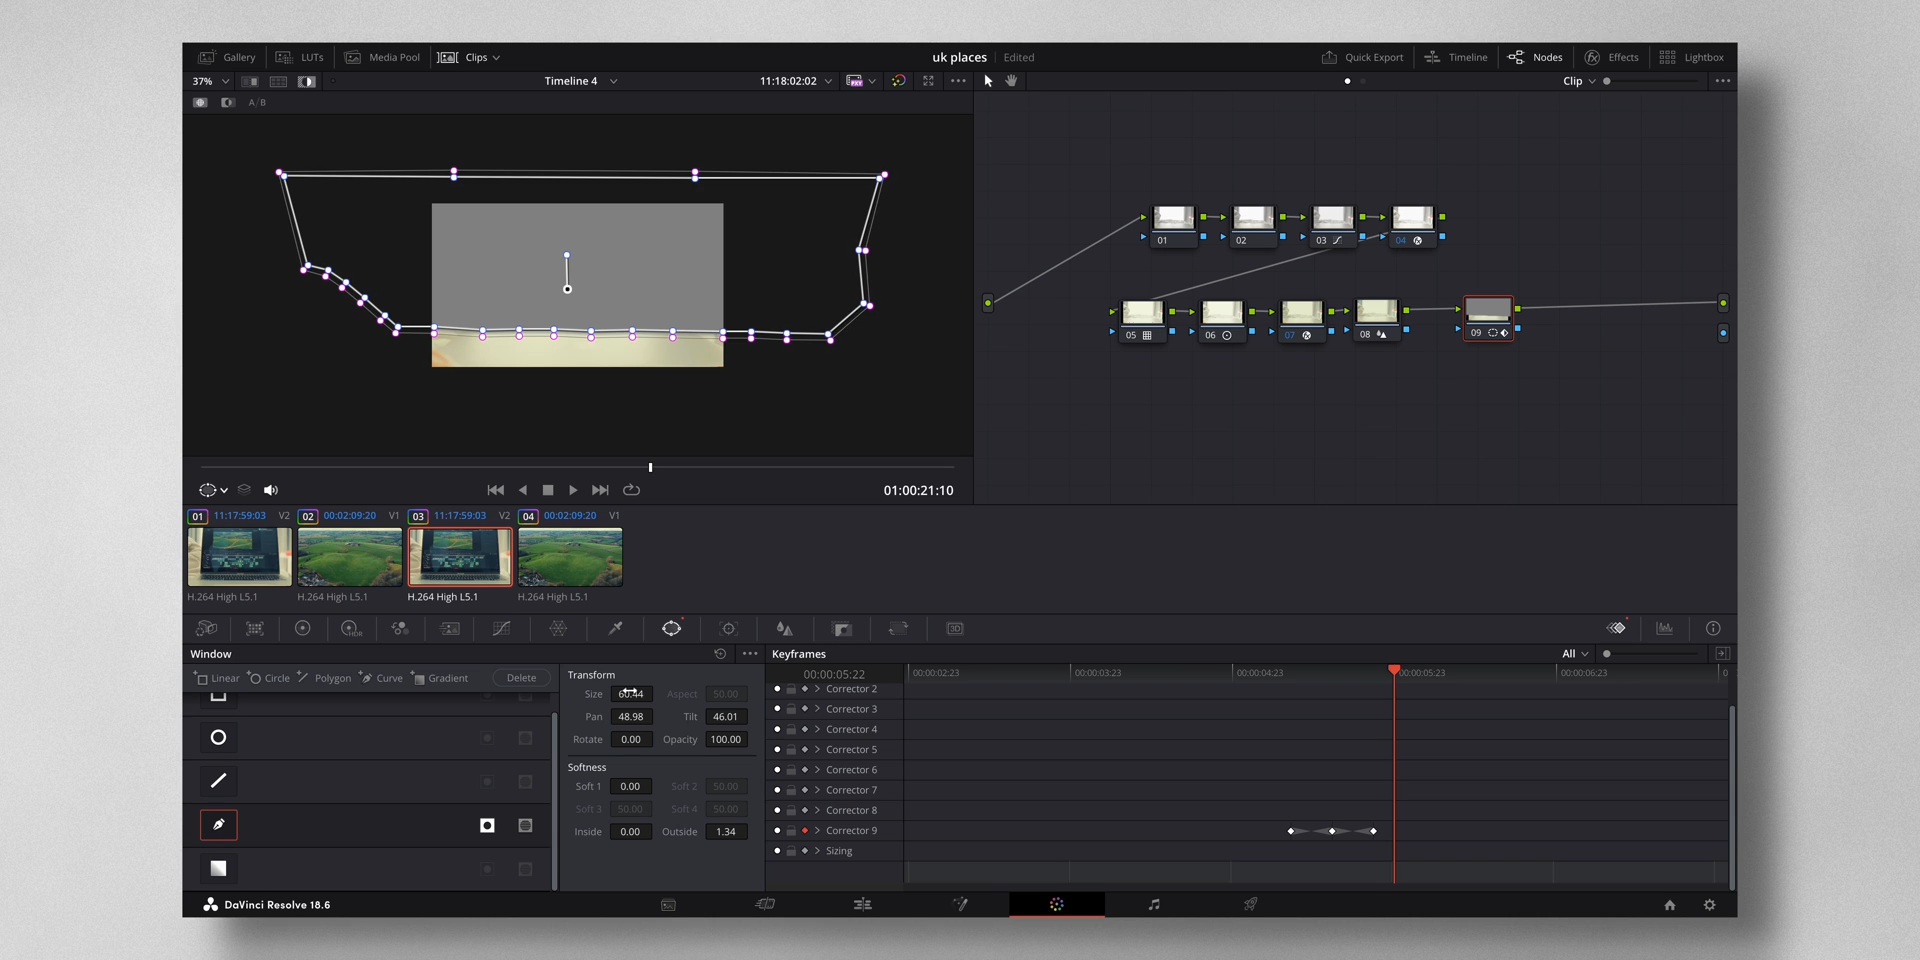 Gallery LUTs Media Pool Clips uk places Edited Quick Export Timeline Nodes Effects Lightbox
37% Timeline 4 11:18:02:02 Clip
A/B
01 02 03 04
05 06 07 08 09
01:00:21:10
01 11:17:59:03 V2 02 00:02:09:20 V1 03 11:17:59:03 V2 04 00:02:09:20 V1
H.264 High L5.1 H.264 High L5.1 H.264 High L5.1 H.264 High L5.1
HDR 3D
Window Keyframes All
Linear Circle Polygon Curve Gradient Delete
Transform
Size 60.44 Aspect 50.00
Pan 48.98 Tilt 46.01
Rotate 0.00 Opacity 100.00
Softness
Soft 1 0.00 Soft 2 50.00
Soft 3 50.00 Soft 4 50.00
Inside 0.00 Outside 1.34
00:00:05:22 00:00:02:23 00:00:03:23 00:00:04:23 00:00:05:23 00:00:06:23 0
Corrector 2
Corrector 3
Corrector 4
Corrector 5
Corrector 6
Corrector 7
Corrector 8
Corrector 9
Sizing
DaVinci Resolve 18.6